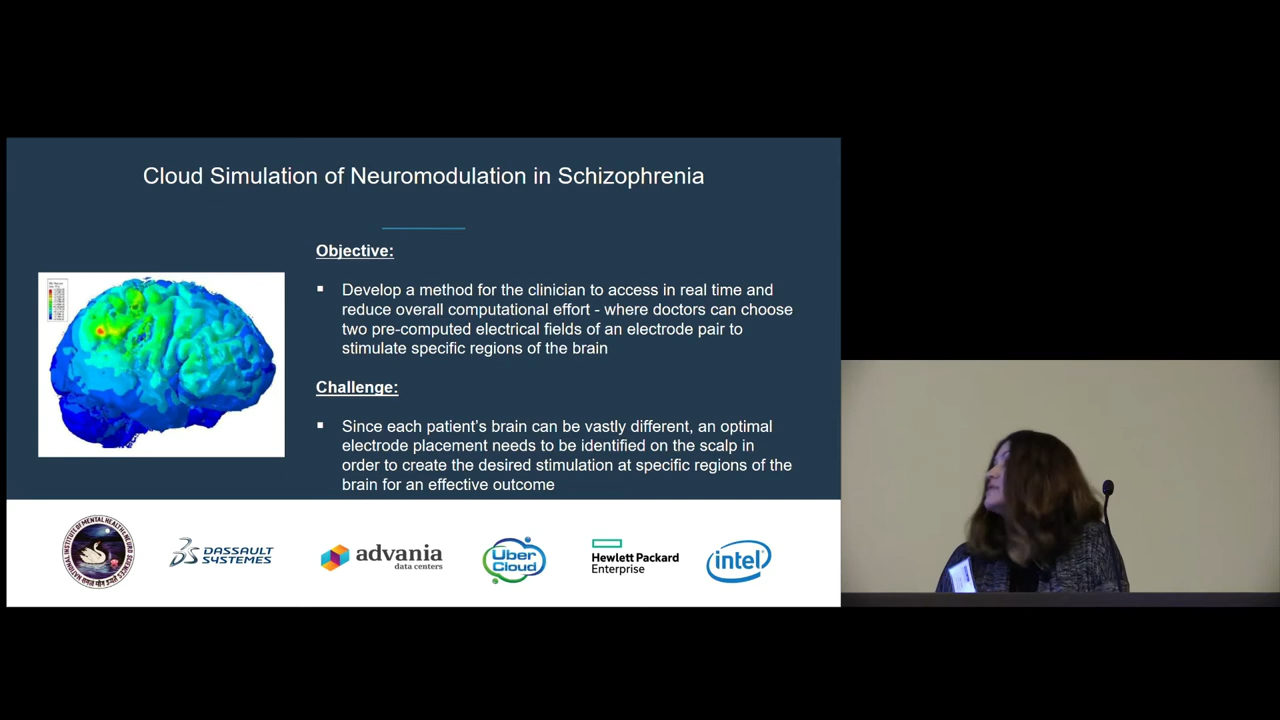 Cloud Simulation of Neuromodulation in Schizophrenia
Objective:
▪ Develop a method for the clinician to access in real time and
reduce overall computational effort - where doctors can choose
two pre-computed electrical fields of an electrode pair to
stimulate specific regions of the brain
Challenge:
▪ Since each patient’s brain can be vastly different, an optimal
electrode placement needs to be identified on the scalp in
order to create the desired stimulation at specific regions of the
brain for an effective outcome
DASSAULT
SYSTEMES
advania
data centers
Uber
Cloud
Hewlett Packard
Enterprise
intel